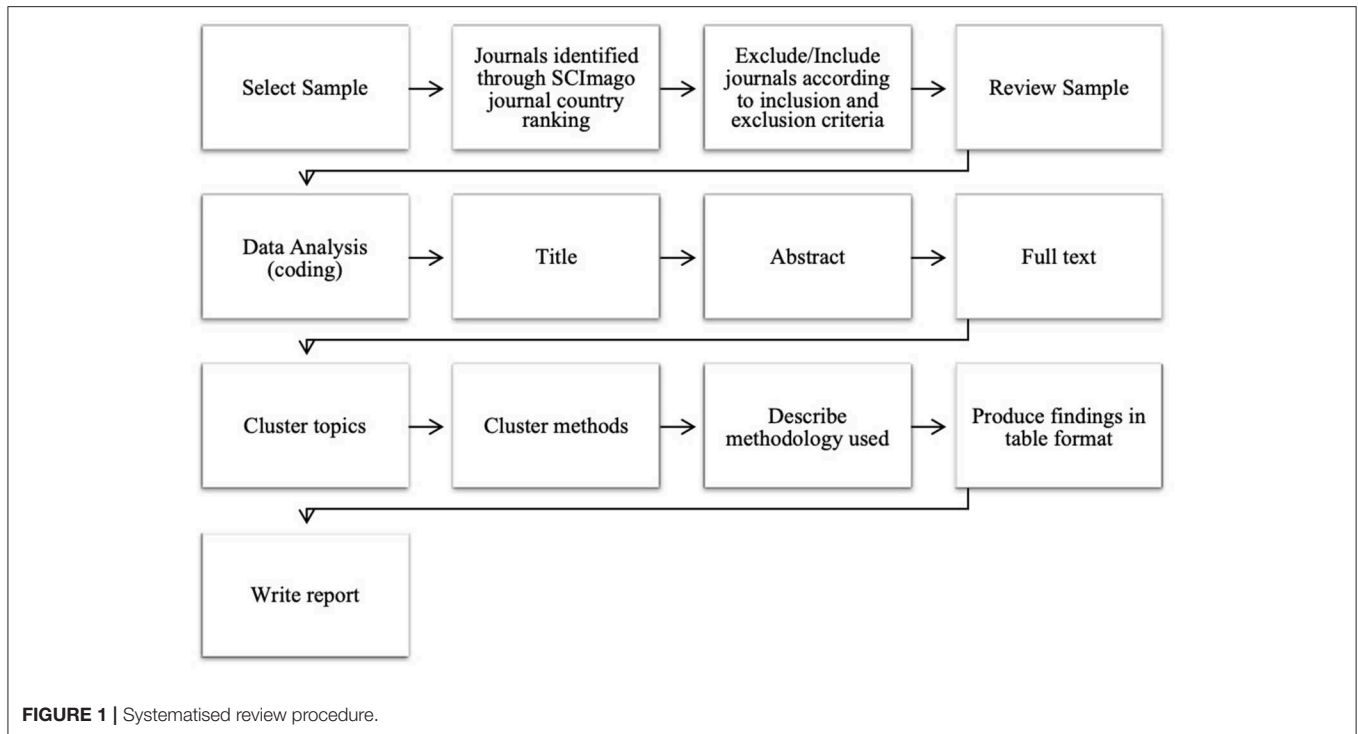 Select Sample
Journals identified
through SCImago
journal country
ranking
Exclude/Include
journals according
to inclusion and
exclusion criteria
Review Sample
Data Analysis
(coding)
Title
Abstract
Full text
Cluster topics
Cluster methods
Describe
methodology used
Produce findings in
table format
Write report
FIGURE 1 | Systematised review procedure.